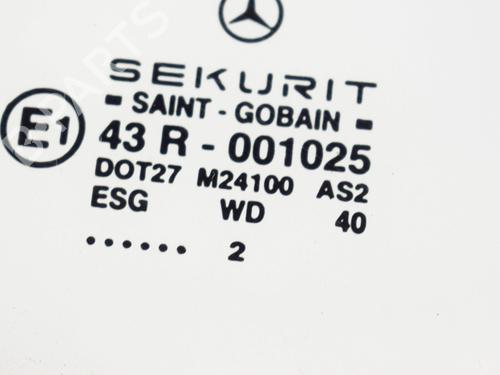 SEKURIT
- SAINT - GOBAIN -
E1 43 R - 001025
DOT27 M24100 AS2
ESG WD 40
...... 2